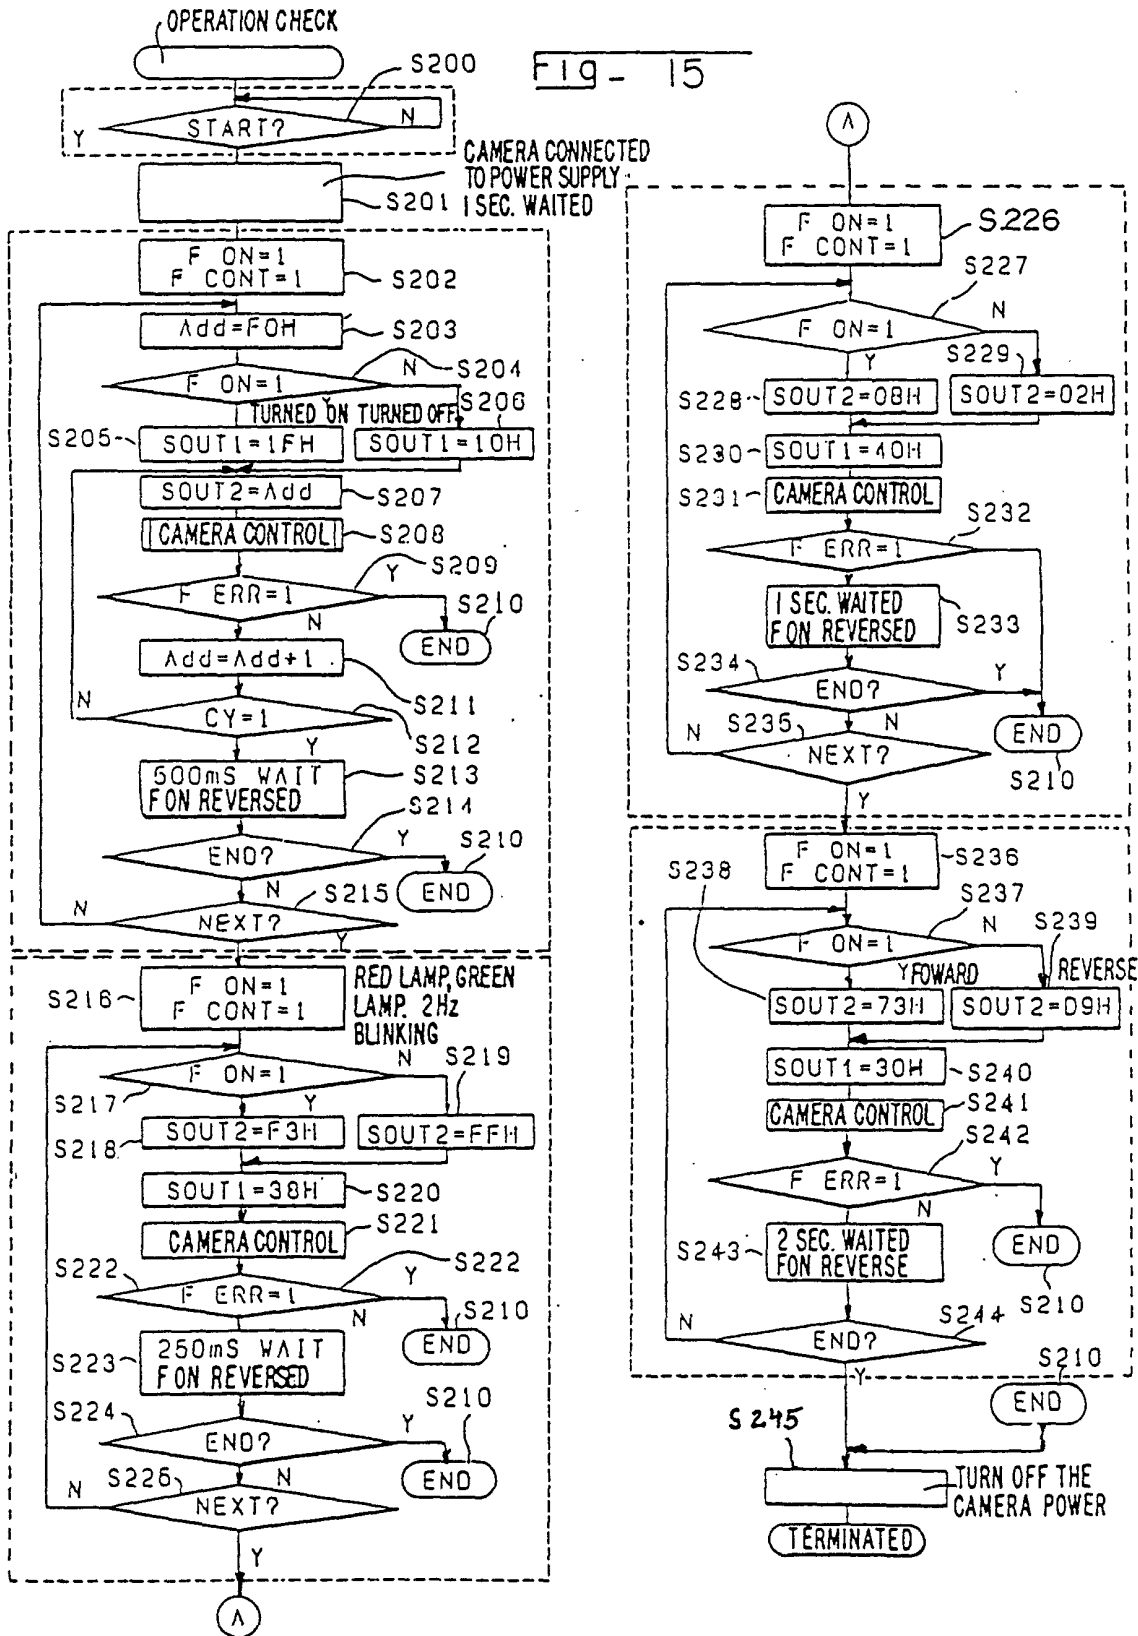 OPERATION CHECK
Fig- 15
S200
START?
Y
N
CAMERA CONNECTED
TO POWER SUPPLY
S201 1 SEC. WAITED
F ON=1
F CONT=1
S202
Add=F0H
S203
F ON=1
N
S204
S206
Y
TURNED ON TURNED OFF
S205
SOUT1=1FH
SOUT1=10H
SOUT2=Add
S207
CAMERA CONTROL
S208
S209
F ERR=1
Y
S210
N
END
Add=Add+1
S211
N
CY=1
S212
Y
500mS WAIT
F ON REVERSED
S213
S214
END?
Y
S210
N
S215
END
N
NEXT?
Y
S216
F ON=1
F CONT=1
RED LAMP, GREEN
LAMP. 2Hz
BLINKING
F ON=1
N
S219
S217
Y
S218
SOUT2=F3H
SOUT2=FFH
SOUT1=38H
S220
CAMERA CONTROL
S221
S222
S222
F ERR=1
Y
N
S210
END
S223
250mS WAIT
F ON REVERSED
S224
END?
Y
S210
S225
N
END
N
NEXT?
Y
A
A
F ON=1
F CONT=1
S226
S227
F ON=1
N
Y
S229
S228
SOUT2=08H
SOUT2=02H
S230
SOUT1=40H
S231
CAMERA CONTROL
S232
F ERR=1
Y
1 SEC. WAITED
F ON REVERSED
S233
S234
END?
Y
S235
N
N
NEXT?
END
S210
Y
F ON=1
F CONT=1
S236
S238
S237
F ON=1
N
S239
Y FOWARD
REVERSE
SOUT2=73H
SOUT2=D9H
SOUT1=30H
S240
CAMERA CONTROL
S241
S242
F ERR=1
Y
N
S243
2 SEC. WAITED
FON REVERSE
END
S210
N
END?
S244
Y
S210
END
S245
TURN OFF THE
CAMERA POWER
TERMINATED